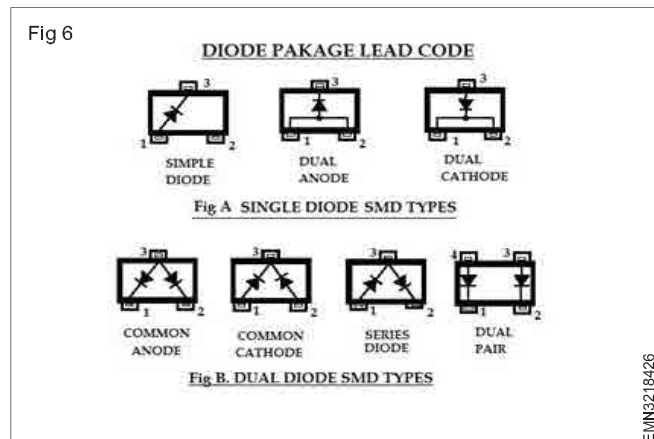 Fig 6
DIODE PAKAGE LEAD CODE
3 3 3
1 2 1 2 1 2
SIMPLE DUAL DUAL
DIODE ANODE CATHODE
Fig A SINGLE DIODE SMD TYPES
3 3 3 4 3
1 2 1 2 1 2 1 2
COMMON COMMON SERIES DUAL
ANODE CATHODE DIODE PAIR
Fig B. DUAL DIODE SMD TYPES
EMN3218426